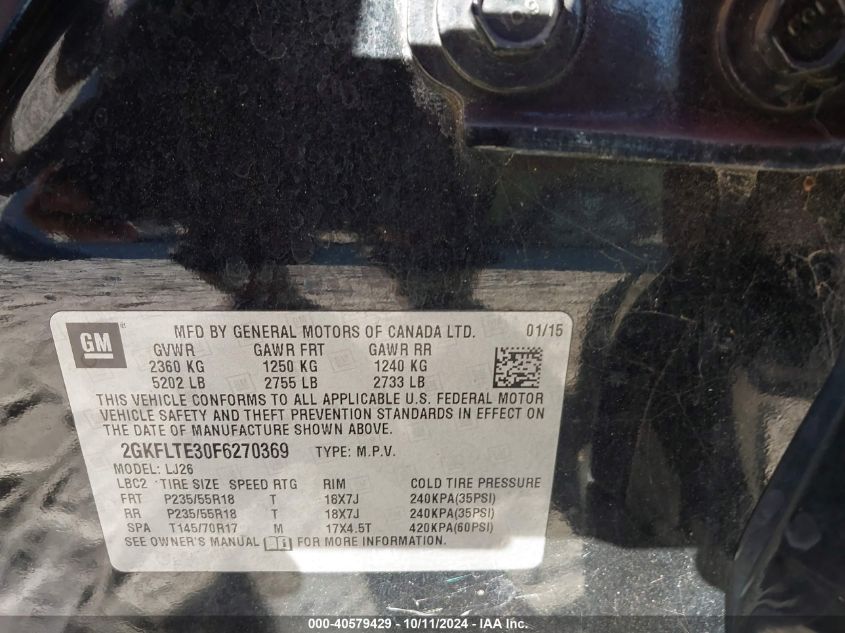 GM
MFD BY GENERAL MOTORS OF CANADA LTD. 01/15
GVWR GAWR FRT GAWR RR
2360 KG 1250 KG 1240 KG
5202 LB 2755 LB 2733 LB
THIS VEHICLE CONFORMS TO ALL APPLICABLE U.S. FEDERAL MOTOR
VEHICLE SAFETY AND THEFT PREVENTION STANDARDS IN EFFECT ON
THE DATE OF MANUFACTURE SHOWN ABOVE.
2GKFLTE30F6270369 TYPE: M.P.V.
MODEL: LJ26
LBC2 TIRE SIZE SPEED RTG RIM COLD TIRE PRESSURE
FRT P235/55R18 T 18X7J 240KPA(35PSI)
RR P235/55R18 T 18X7J 240KPA(35PSI)
SPA T145/70R17 M 17X4.5T 420KPA(60PSI)
SEE OWNER'S MANUAL FOR MORE INFORMATION.
000-40579429 - 10/11/2024 - IAA Inc.